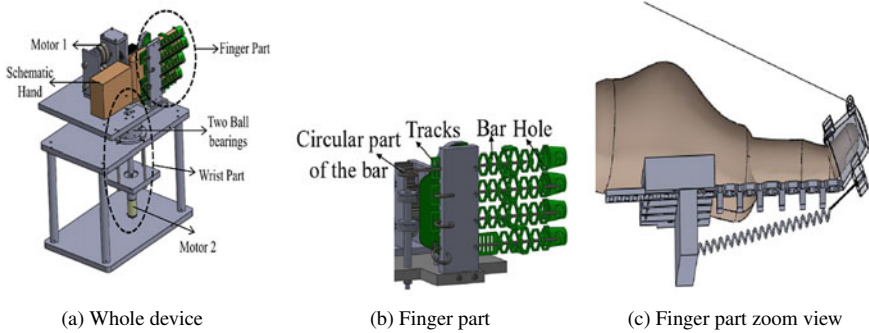 Motor 1
Finger Part
Schematic
Hand
Two Ball
bearings
Wrist Part
Motor 2
(a) Whole device
Tracks
Bar
Hole
Circular part
of the bar
(b) Finger part
(c) Finger part zoom view